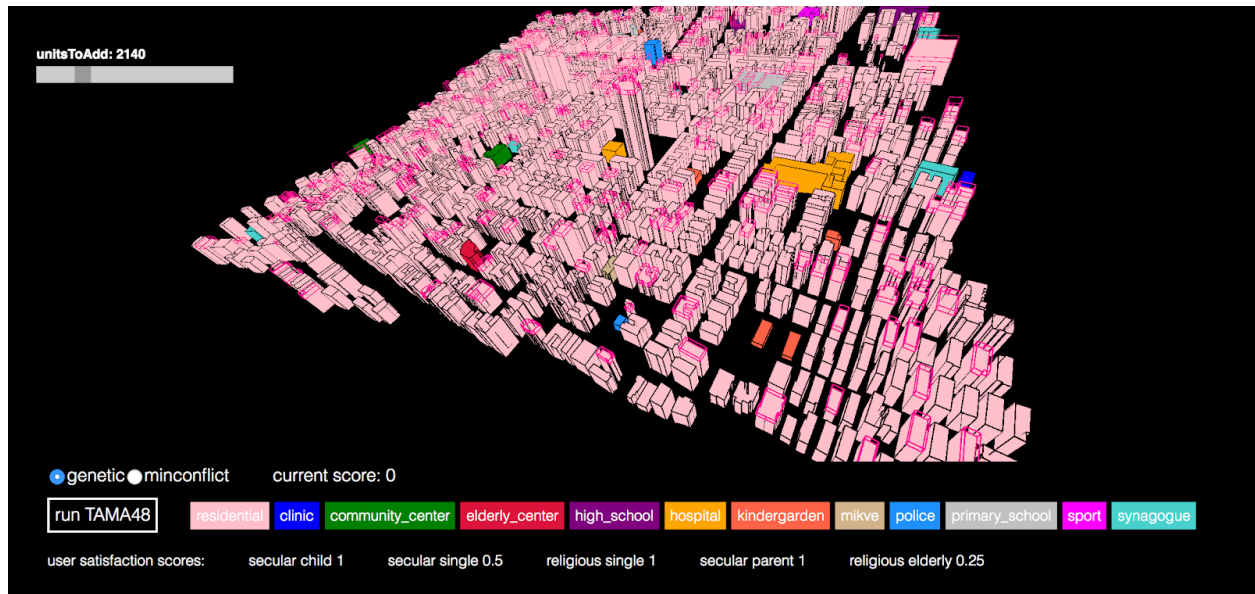 unitsToAdd: 2140
genetic minconflict current score: 0
run TAMA48 residential clinic community_center elderly_center high_school hospital kindergarden mikve police primary_school sport synagogue
user satisfaction scores: secular child 1 secular single 0.5 religious single 1 secular parent 1 religious elderly 0.25